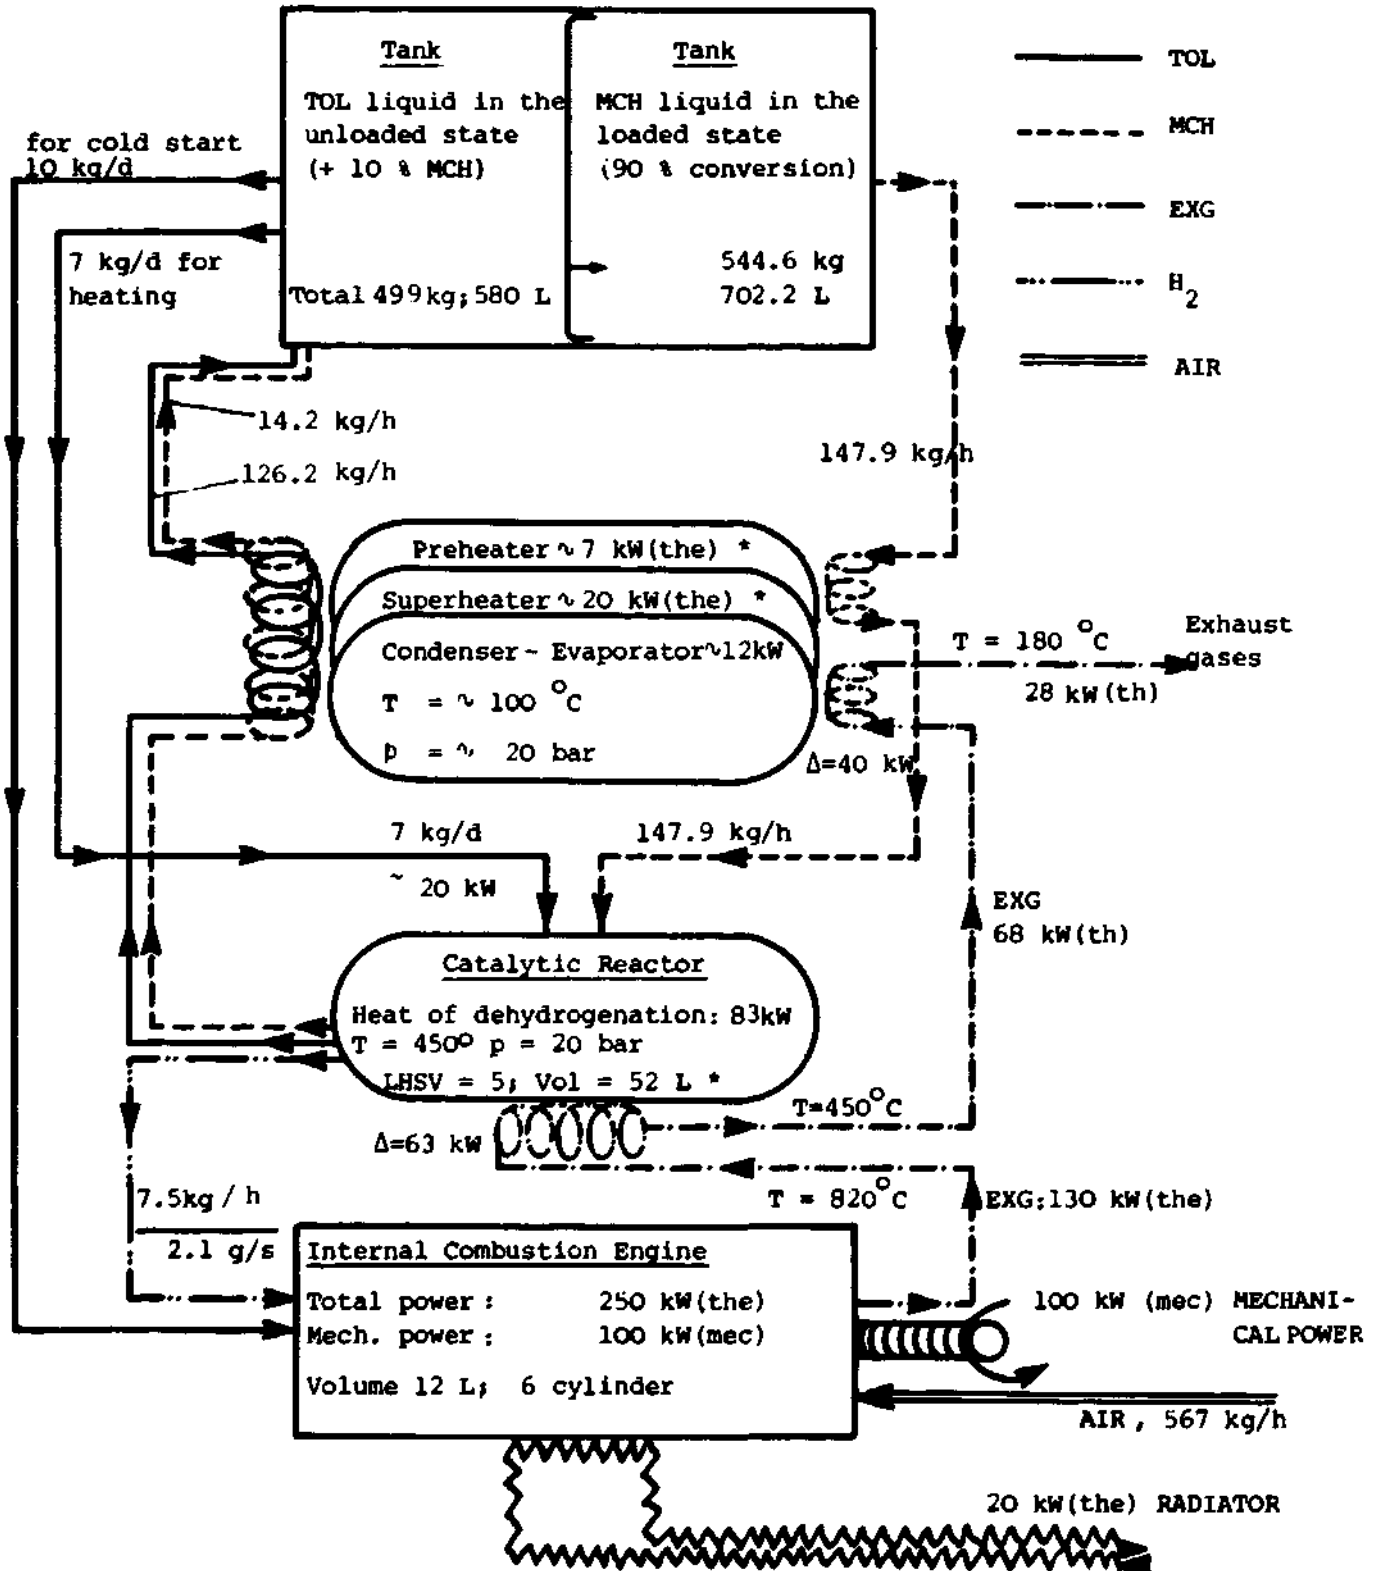 Tank
TOL liquid in the
unloaded state
(+ 10 % MCH)
Total 499kg; 580 L
Tank
MCH liquid in the
loaded state
(90 % conversion)
544.6 kg
702.2 L
TOL
MCH
EXG
H2
AIR
for cold start
10 kg/d
7 kg/d for
heating
14.2 kg/h
126.2 kg/h
147.9 kg/h
Preheater ~ 7 kW(the) *
Superheater ~ 20 kW(the) *
Condenser - Evaporator~12kW
T = ~ 100 °C
p = ~ 20 bar
T = 180 °C
Exhaust
gases
28 kW(th)
Δ=40 kW
7 kg/d
~ 20 kW
147.9 kg/h
EXG
68 kW(th)
Catalytic Reactor
Heat of dehydrogenation: 83kW
T = 450° p = 20 bar
LHSV = 5; Vol = 52 L *
T=450°C
Δ=63 kW
T = 820°C
EXG;130 kW(the)
7.5kg / h
2.1 g/s
Internal Combustion Engine
Total power : 250 kW(the)
Mech. power : 100 kW(mec)
Volume 12 L; 6 cylinder
100 kW (mec) MECHANI-
CAL POWER
AIR , 567 kg/h
20 kW(the) RADIATOR